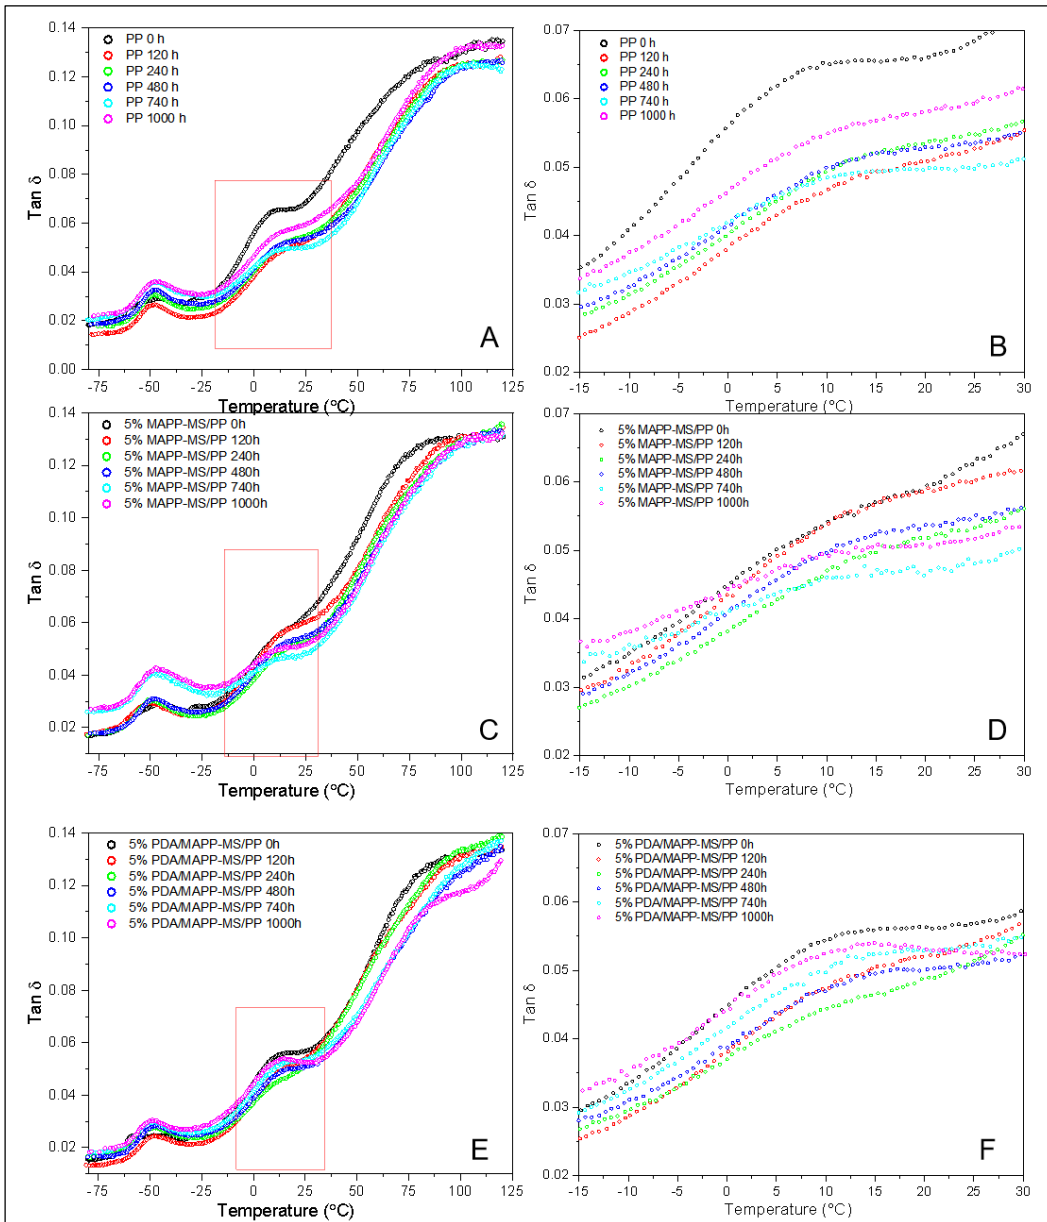 0.14
0.12
0.10
0.08
0.06
0.04
0.02
0.00
Tan δ
PP 0 h
PP 120 h
PP 240 h
PP 480 h
PP 740 h
PP 1000 h
A
-75 -50 -25 0 25 50 75 100 125
Temperature (°C)
0.07
0.06
0.05
0.04
0.03
0.02
Tan δ
PP 0 h
PP 120 h
PP 240 h
PP 480 h
PP 740 h
PP 1000 h
B
-15 -10 -5 0 5 10 15 20 25 30
Temperature (°C)
0.14
0.12
0.10
0.08
0.06
0.04
0.02
Tan δ
5% MAPP-MS/PP 0h
5% MAPP-MS/PP 120h
5% MAPP-MS/PP 240h
5% MAPP-MS/PP 480h
5% MAPP-MS/PP 740h
5% MAPP-MS/PP 1000h
C
-75 -50 -25 0 25 50 75 100 125
Temperature (°C)
0.07
0.06
0.05
0.04
0.03
0.02
Tan δ
5% MAPP-MS/PP 0h
5% MAPP-MS/PP 120h
5% MAPP-MS/PP 240h
5% MAPP-MS/PP 480h
5% MAPP-MS/PP 740h
5% MAPP-MS/PP 1000h
D
-15 -10 -5 0 5 10 15 20 25 30
Temperature (°C)
0.14
0.12
0.10
0.08
0.06
0.04
0.02
Tan δ
5% PDA/MAPP-MS/PP 0h
5% PDA/MAPP-MS/PP 120h
5% PDA/MAPP-MS/PP 240h
5% PDA/MAPP-MS/PP 480h
5% PDA/MAPP-MS/PP 740h
5% PDA/MAPP-MS/PP 1000h
E
-75 -50 -25 0 25 50 75 100 125
Temperature (°C)
0.07
0.06
0.05
0.04
0.03
0.02
Tan δ
5% PDA/MAPP-MS/PP 0h
5% PDA/MAPP-MS/PP 120h
5% PDA/MAPP-MS/PP 240h
5% PDA/MAPP-MS/PP 480h
5% PDA/MAPP-MS/PP 740h
5% PDA/MAPP-MS/PP 1000h
F
-15 -10 -5 0 5 10 15 20 25 30
Temperature (°C)